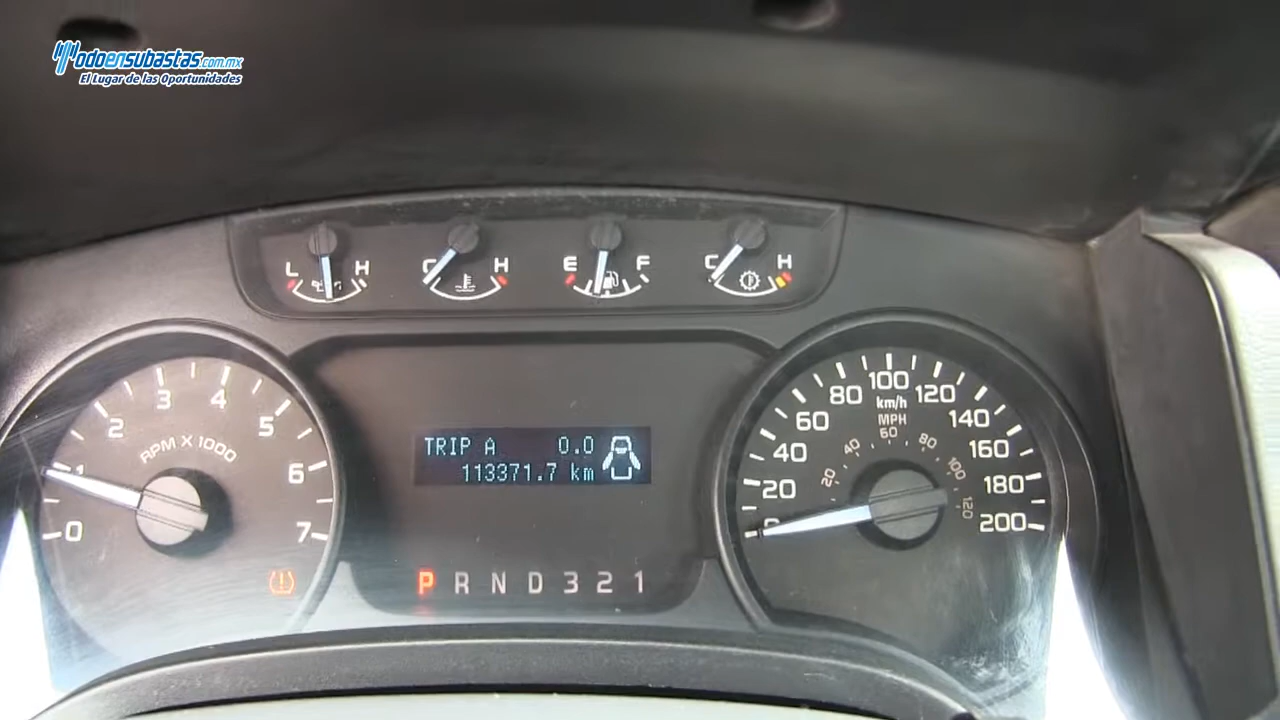 Todoensubastas.com.mx
El Lugar de las Oportunidades
L H
C H
E F
C H
0 1 2 3 4 5 6 7
RPM X 1000
TRIP A 0.0
113371.7 km
P R N D 3 2 1
0 20 40 60 80 100 120 140 160 180 200
km/h
MPH
20 40 60 80 100 120